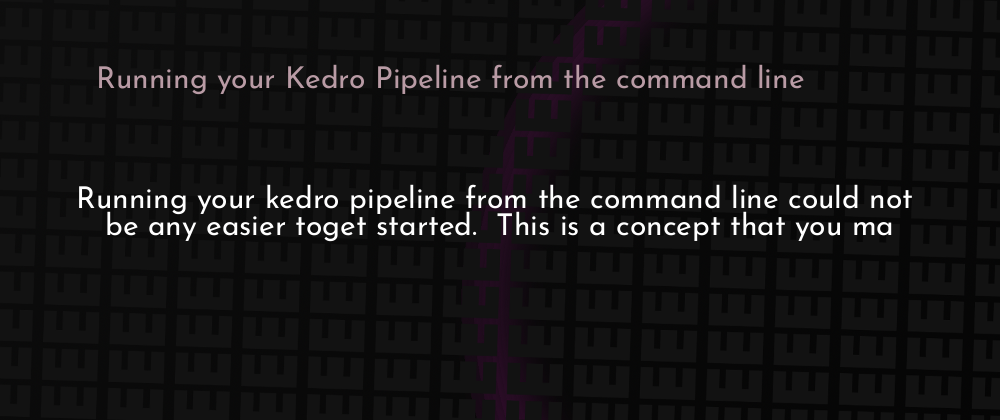 Running your Kedro Pipeline from the command line
Running your kedro pipeline from the command line could not
be any easier toget started.  This is a concept that you ma